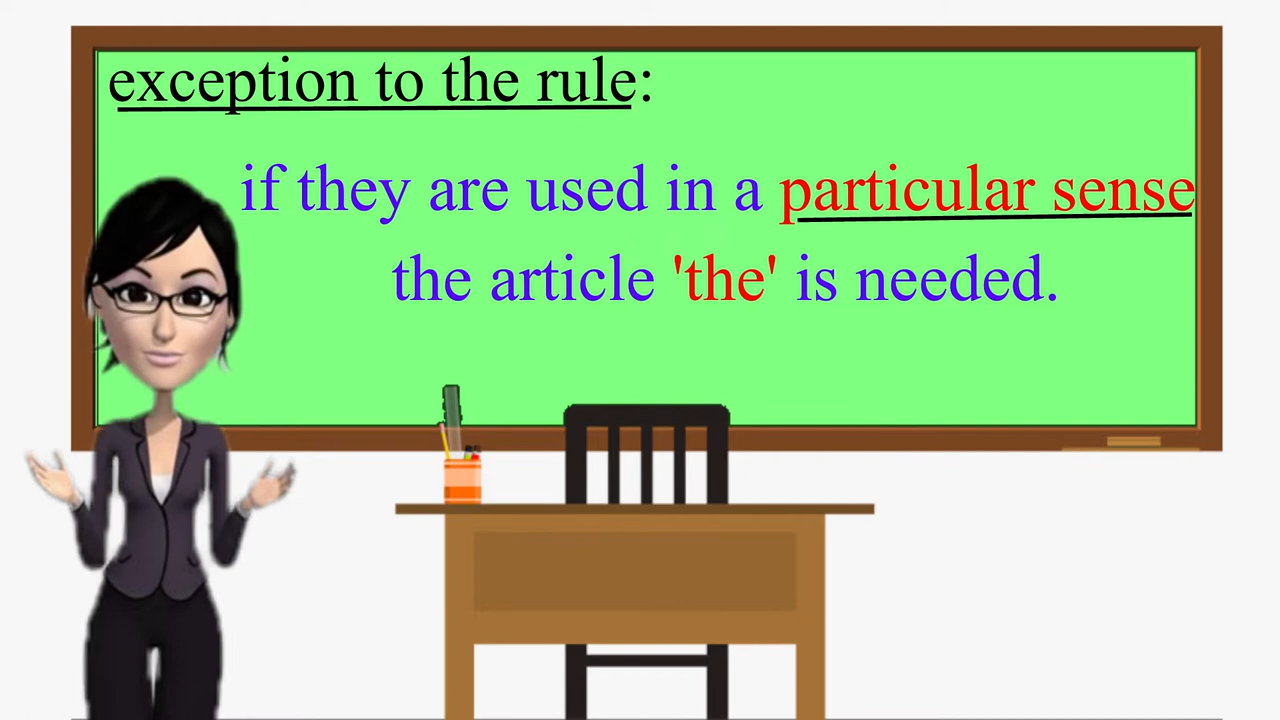 exception to the rule:
if they are used in a particular sense
the article 'the' is needed.